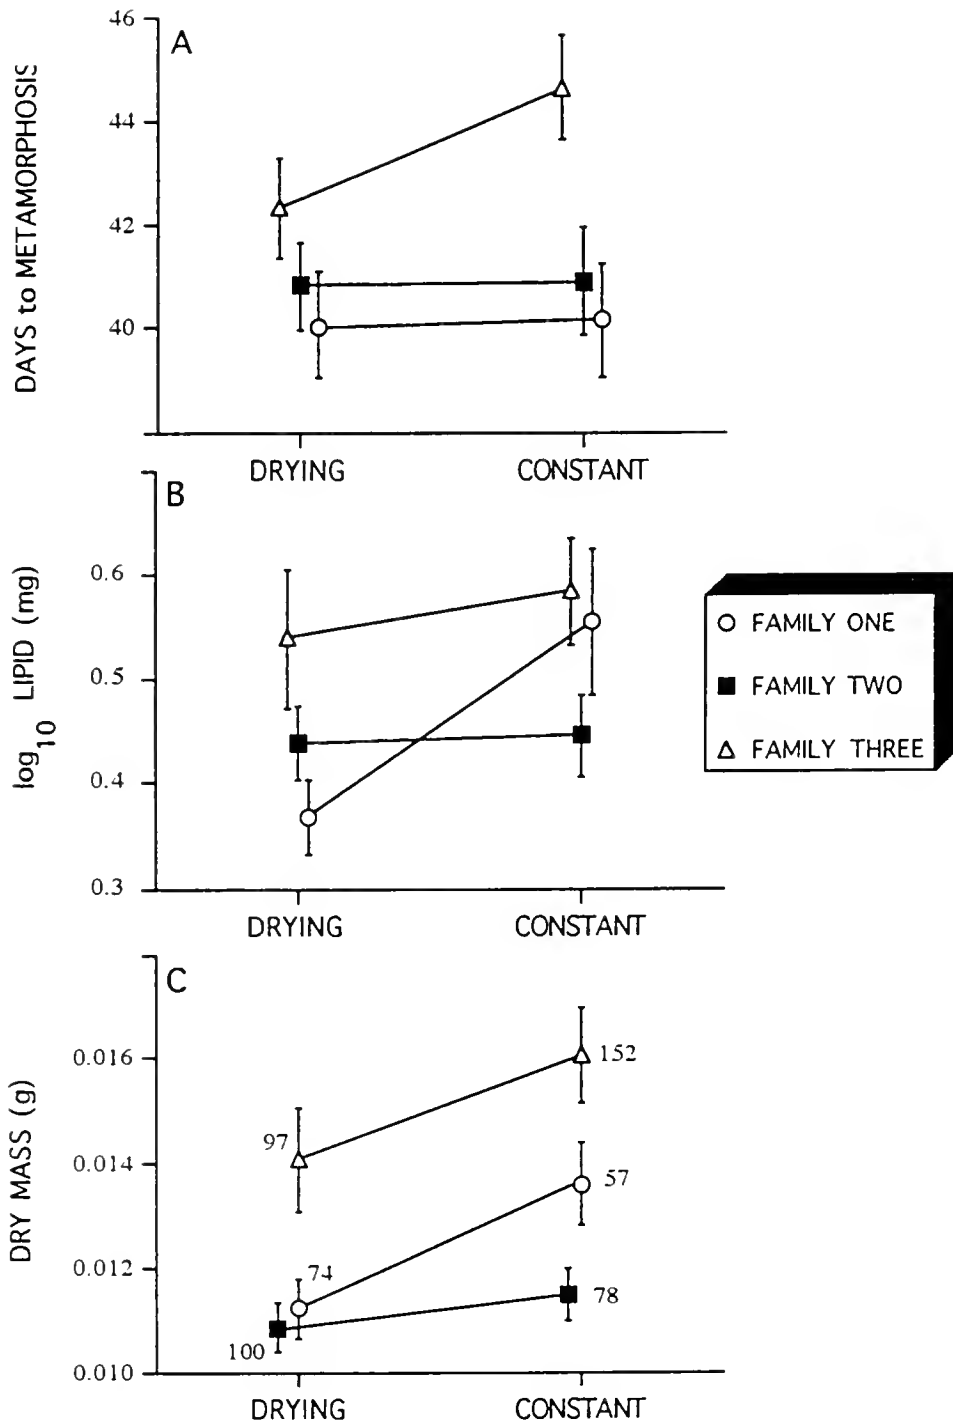 A
DAYS to METAMORPHOSIS
46
44
42
40
DRYING CONSTANT
B
log10 LIPID (mg)
0.6
0.5
0.4
0.3
DRYING CONSTANT
FAMILY ONE
FAMILY TWO
FAMILY THREE
C
DRY MASS (g)
0.016
0.014
0.012
0.010
97
152
74
57
100
78
DRYING CONSTANT